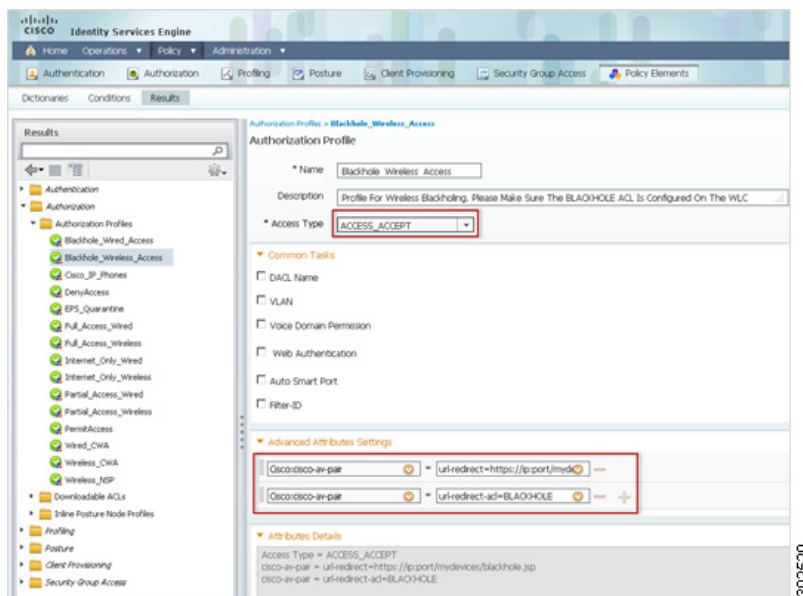 CISCO Identity Services Engine
Home Operations Policy Administration
Authentication Authorization Profiling Posture Client Provisioning Security Group Access Policy Elements
Dictionaries Conditions Results
Results
Authentication
Authorization
Authorization Profiles
Blackhole_Wired_Access
Blackhole_Wireless_Access
Cisco_IP_Phones
DenyAccess
EPS_Quarantine
Full_Access_Wired
Full_Access_Wireless
Internet_Only_Wired
Internet_Only_Wireless
Partial_Access_Wired
Partial_Access_Wireless
PermitAccess
Wired_CWA
Wireless_CWA
Wireless_NSP
Downloadable ACLs
Inline Posture Node Profiles
Profiling
Posture
Client Provisioning
Security Group Access
Authorization Profiles > Blackhole_Wireless_Access
Authorization Profile
* Name Blackhole_Wireless_Access
Description Profile For Wireless Blackholing. Please Make Sure The BLACKHOLE ACL Is Configured On The WLC
* Access Type ACCESS_ACCEPT
Common Tasks
DACL Name
VLAN
Voice Domain Permission
Web Authentication
Auto Smart Port
Filter-ID
Advanced Attributes Settings
Cisco:cisco-av-pair = url-redirect=https://ip:port/myde
Cisco:cisco-av-pair = url-redirect-acl=BLACKHOLE
Attributes Details
Access Type = ACCESS_ACCEPT
cisco-av-pair = url-redirect=https://ip:port/mydevices/blackhole.jsp
cisco-av-pair = url-redirect-acl=BLACKHOLE
302520